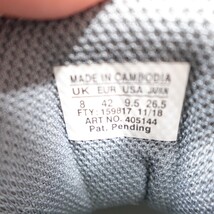 MADE IN CAMBODIA
UK EUR USA JAPAN
8 42 9.5 26.5
FTY: 159817 11/18
ART NO. 405144
Pat. Pending